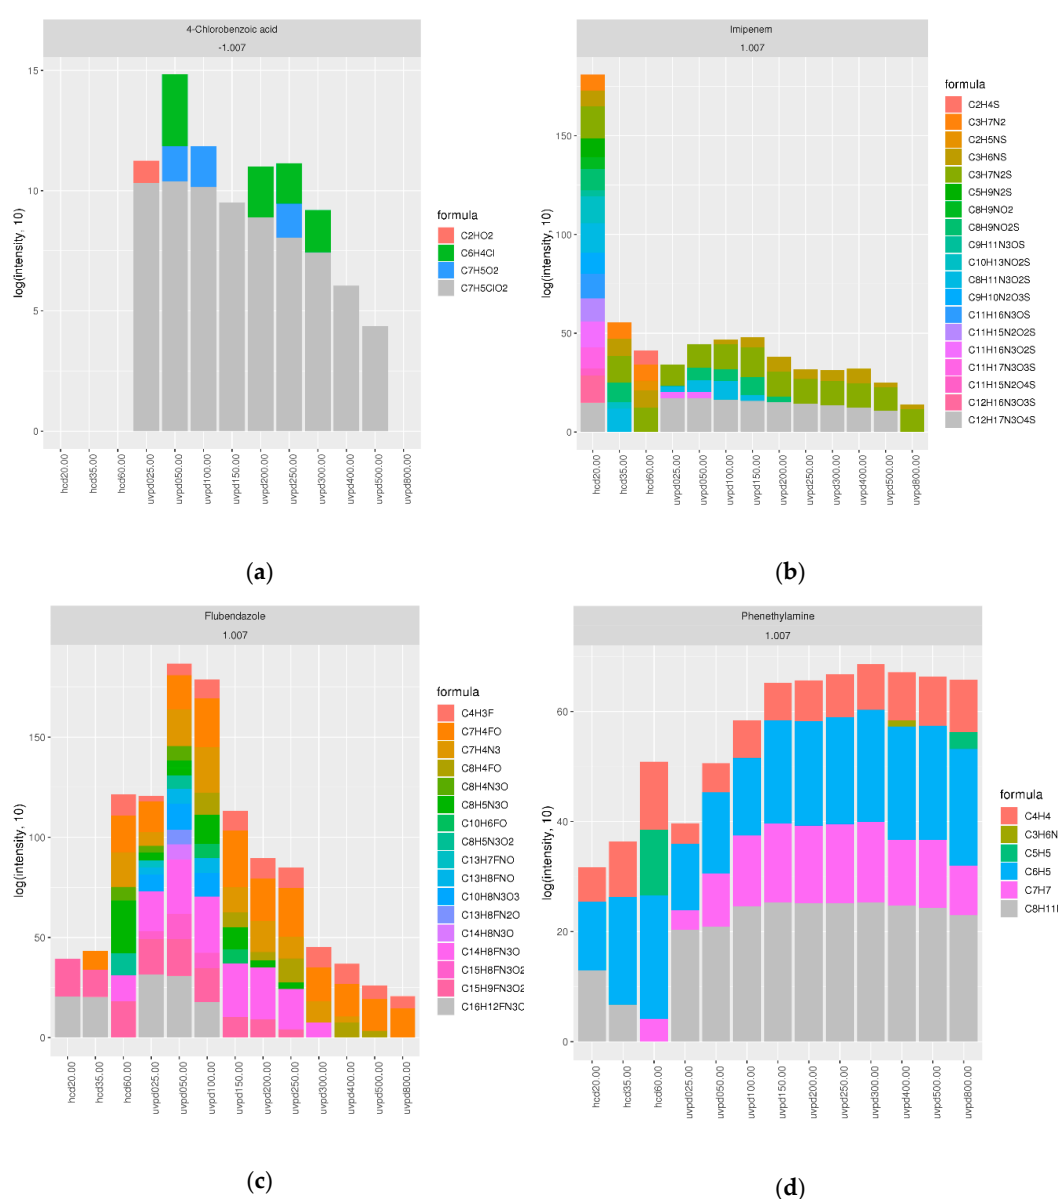 4-Chlorobenzoic acid
-1.007
log(intensity, 10)
15
10
5
0
hcd20.00
hcd35.00
hcd60.00
uvpd025.00
uvpd050.00
uvpd100.00
uvpd150.00
uvpd200.00
uvpd250.00
uvpd300.00
uvpd400.00
uvpd500.00
uvpd800.00
formula
C2HO2
C6H4Cl
C7H5O2
C7H5ClO2
(a)
Imipenem
1.007
log(intensity, 10)
150
100
50
0
hcd20.00
hcd35.00
hcd60.00
uvpd025.00
uvpd050.00
uvpd100.00
uvpd150.00
uvpd200.00
uvpd250.00
uvpd300.00
uvpd400.00
uvpd500.00
uvpd800.00
formula
C2H4S
C3H7N2
C2H5NS
C3H6NS
C3H7N2S
C5H9N2S
C8H9NO2
C8H9NO2S
C9H11N3OS
C10H13NO2S
C8H11N3O2S
C9H10N2O3S
C11H16N3OS
C11H15N2O2S
C11H16N3O2S
C11H17N3O3S
C11H15N2O4S
C12H16N3O3S
C12H17N3O4S
(b)
Flubendazole
1.007
log(intensity, 10)
150
100
50
0
hcd20.00
hcd35.00
hcd60.00
uvpd025.00
uvpd050.00
uvpd100.00
uvpd150.00
uvpd200.00
uvpd250.00
uvpd300.00
uvpd400.00
uvpd500.00
uvpd800.00
formula
C4H3F
C7H4FO
C7H4N3
C8H4FO
C8H4N3O
C8H5N3O
C10H6FO
C8H5N3O2
C13H7FNO
C13H8FNO
C10H8N3O3
C13H8FN2O
C14H8N3O
C14H8FN3O
C15H8FN3O2
C15H9FN3O2
C16H12FN3O
(c)
Phenethylamine
1.007
log(intensity, 10)
60
40
20
0
hcd20.00
hcd35.00
hcd60.00
uvpd025.00
uvpd050.00
uvpd100.00
uvpd150.00
uvpd200.00
uvpd250.00
uvpd300.00
uvpd400.00
uvpd500.00
uvpd800.00
formula
C4H4
C3H6N
C5H5
C6H5
C7H7
(d)